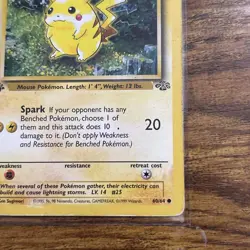 Mouse Pokémon. Length: 1' 4", Weight: 13 lbs.
Spark If your opponent has any
Benched Pokémon, choose 1 of
them and this attack does 10
damage to it. (Don't apply Weakness
and Resistance for Benched Pokémon.)
20
weakness
resistance
When several of these Pokémon gather, their electricity can
build and cause lightning storms. LV. 14 #25
60/64